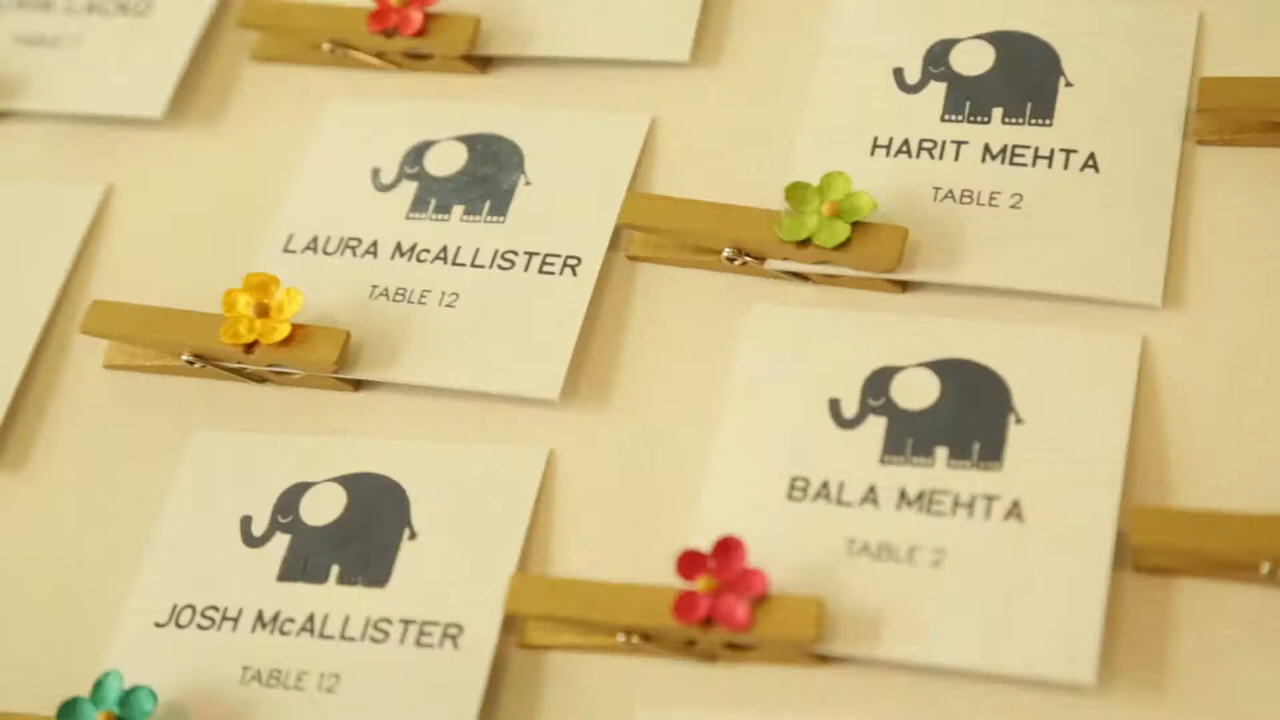 HARIT MEHTA
TABLE 2
LAURA McALLISTER
TABLE 12
BALA MEHTA
TABLE 2
JOSH McALLISTER
TABLE 12